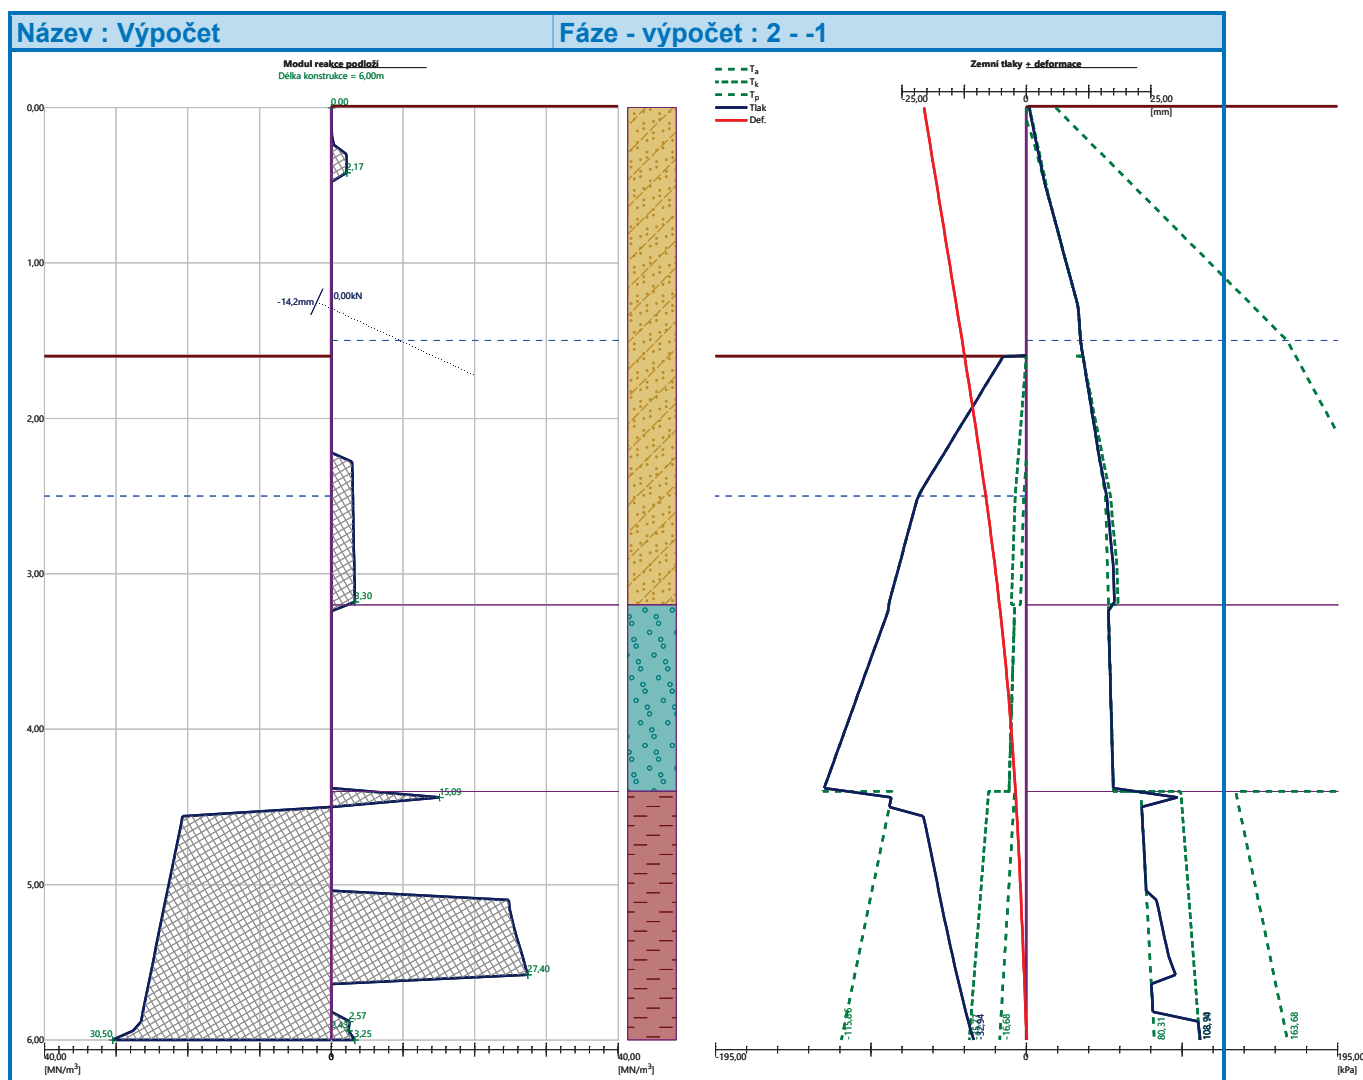 Název : Výpočet
Fáze - výpočet : 2 - -1
Modul reakce podloží
Délka konstrukce = 6,00m
0,00
0,00
2,17
1,00
-14,2mm
0,00kN
2,00
3,00
3,30
4,00
15,09
5,00
27,40
2,57
3,25
30,50
6,00
40,00
0
40,00
[MN/m³]
[MN/m³]
Ta
Tk
Tp
Tlak
Def.
Zemní tlaky + deformace
-25,00
0
25,00
[mm]
-115,86
-32,94
-16,68
80,31
108,90
163,68
-195,00
0
195,00
[kPa]